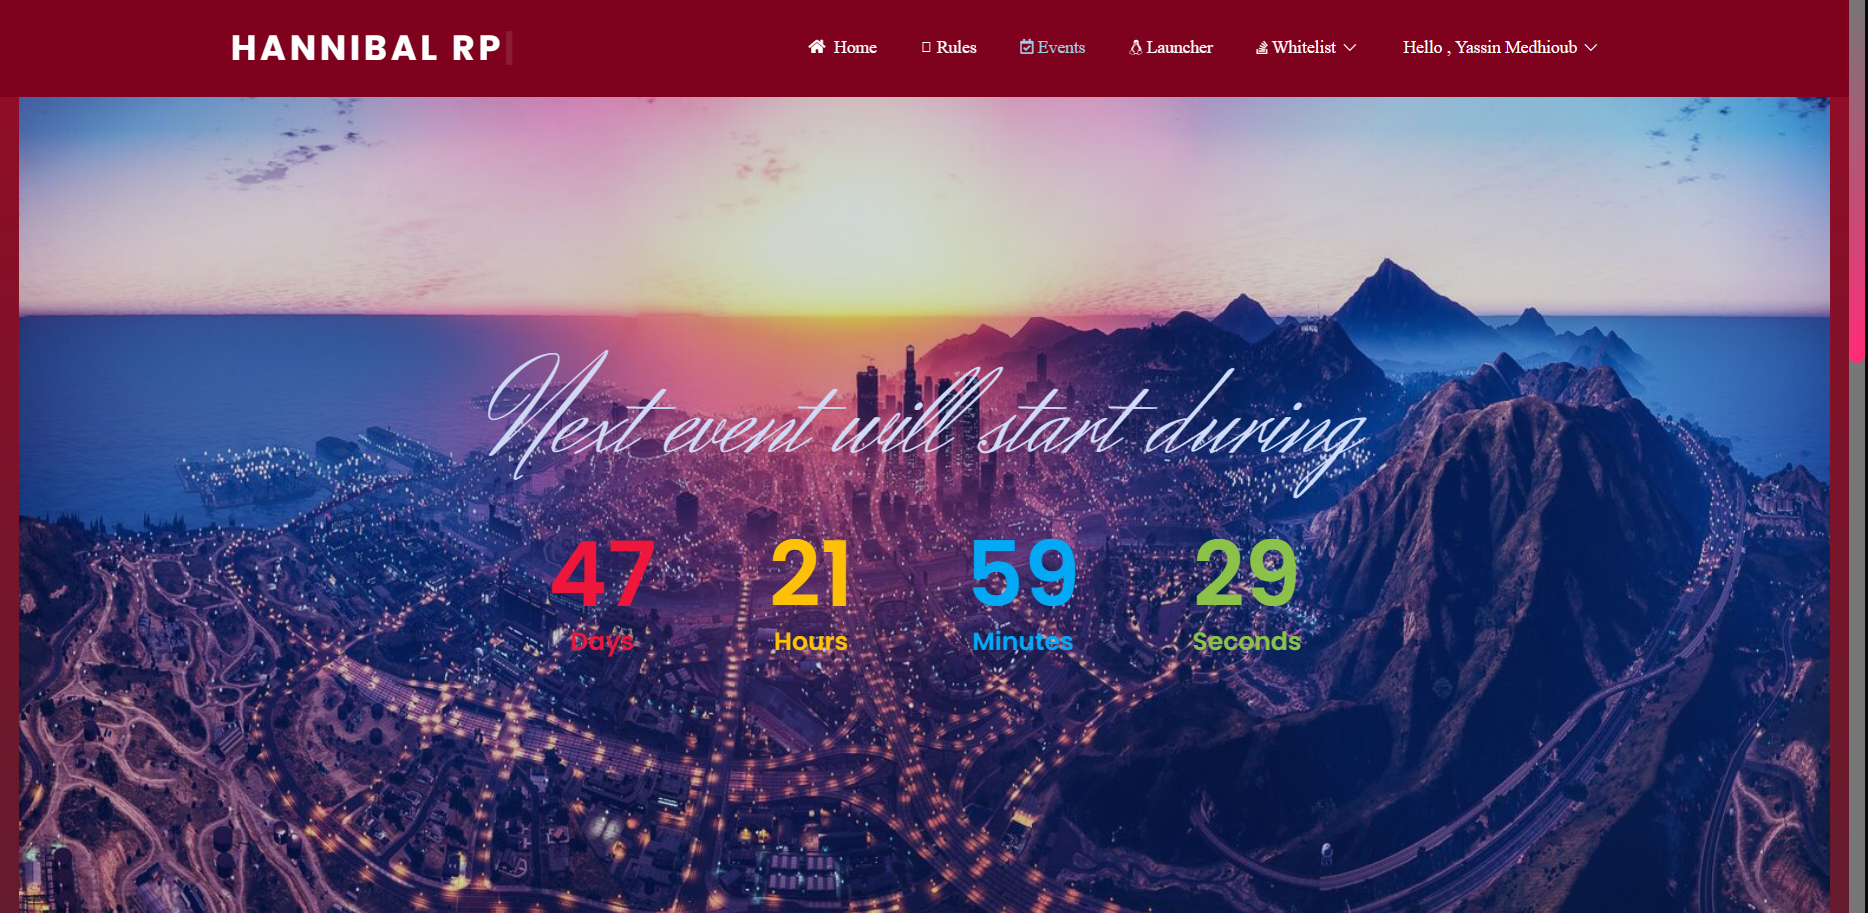 HANNIBAL RP
Home Rules Events Launcher Whitelist Hello , Yassin Medhioub
Next event will start during
47 21 59 29
Days Hours Minutes Seconds